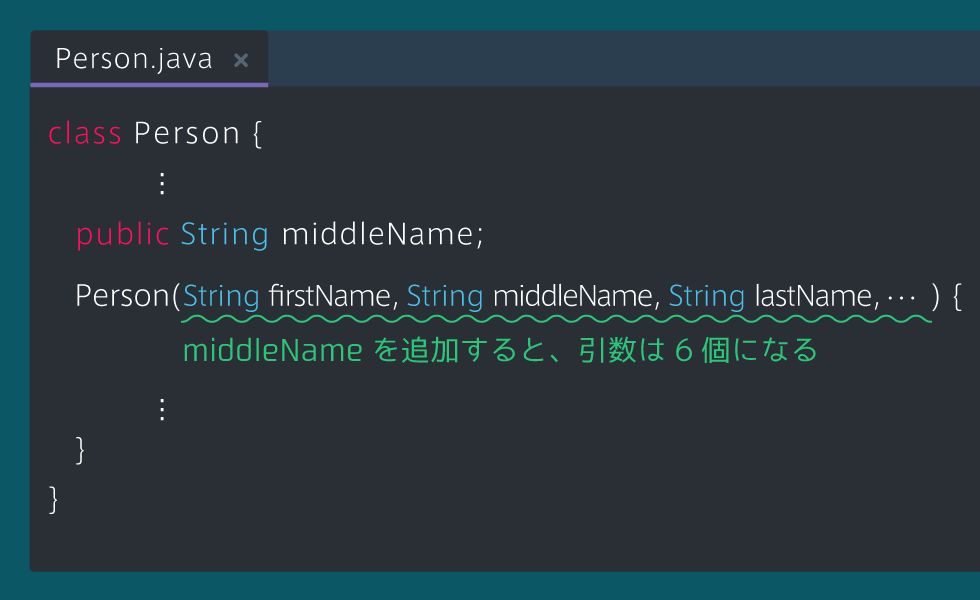 Person.java ×
class Person {
⋮
public String middleName;
Person(String firstName, String middleName, String lastName, ⋯ ) {
middleName を追加すると、引数は 6 個になる
⋮
}
}